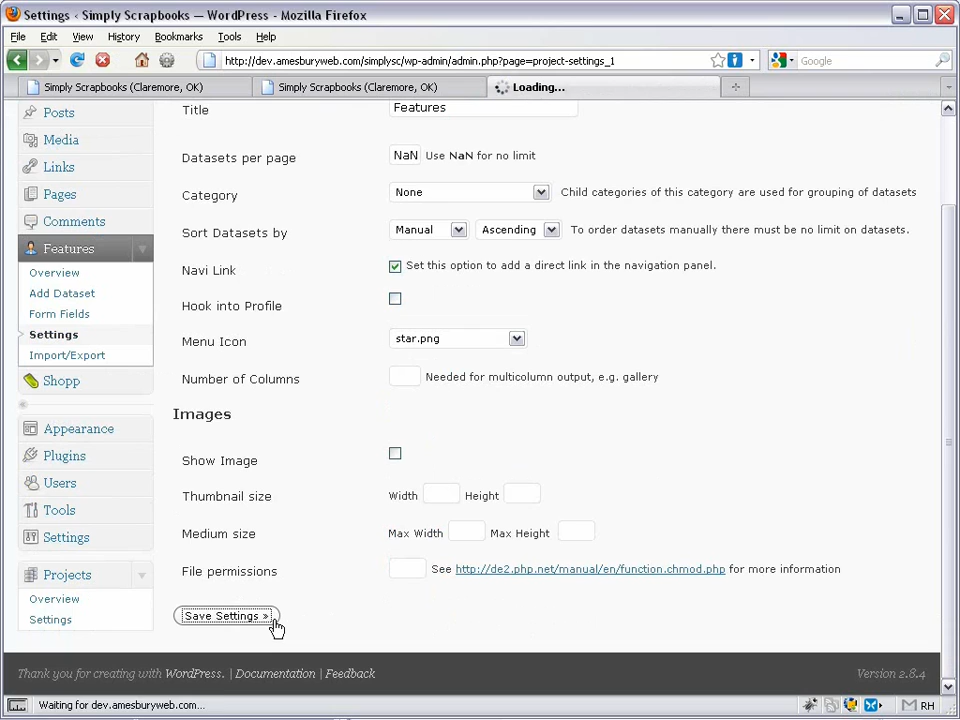 Settings ‹ Simply Scrapbooks — WordPress - Mozilla Firefox
File Edit View History Bookmarks Tools Help
http://dev.amesburyweb.com/simplysc/wp-admin/admin.php?page=project-settings_1
Google
Simply Scrapbooks (Claremore, OK)
Simply Scrapbooks (Claremore, OK)
Loading...
Posts
Media
Links
Pages
Comments
Features
Overview
Add Dataset
Form Fields
Settings
Import/Export
Shopp
Appearance
Plugins
Users
Tools
Settings
Projects
Overview
Settings
Title Features
Datasets per page NaN Use NaN for no limit
Category None Child categories of this category are used for grouping of datasets
Sort Datasets by Manual Ascending To order datasets manually there must be no limit on datasets.
Navi Link Set this option to add a direct link in the navigation panel.
Hook into Profile
Menu Icon star.png
Number of Columns Needed for multicolumn output, e.g. gallery
Images
Show Image
Thumbnail size Width Height
Medium size Max Width Max Height
File permissions See http://de2.php.net/manual/en/function.chmod.php for more information
Save Settings »
Thank you for creating with WordPress. | Documentation | Feedback
Version 2.8.4
Waiting for dev.amesburyweb.com...
RH